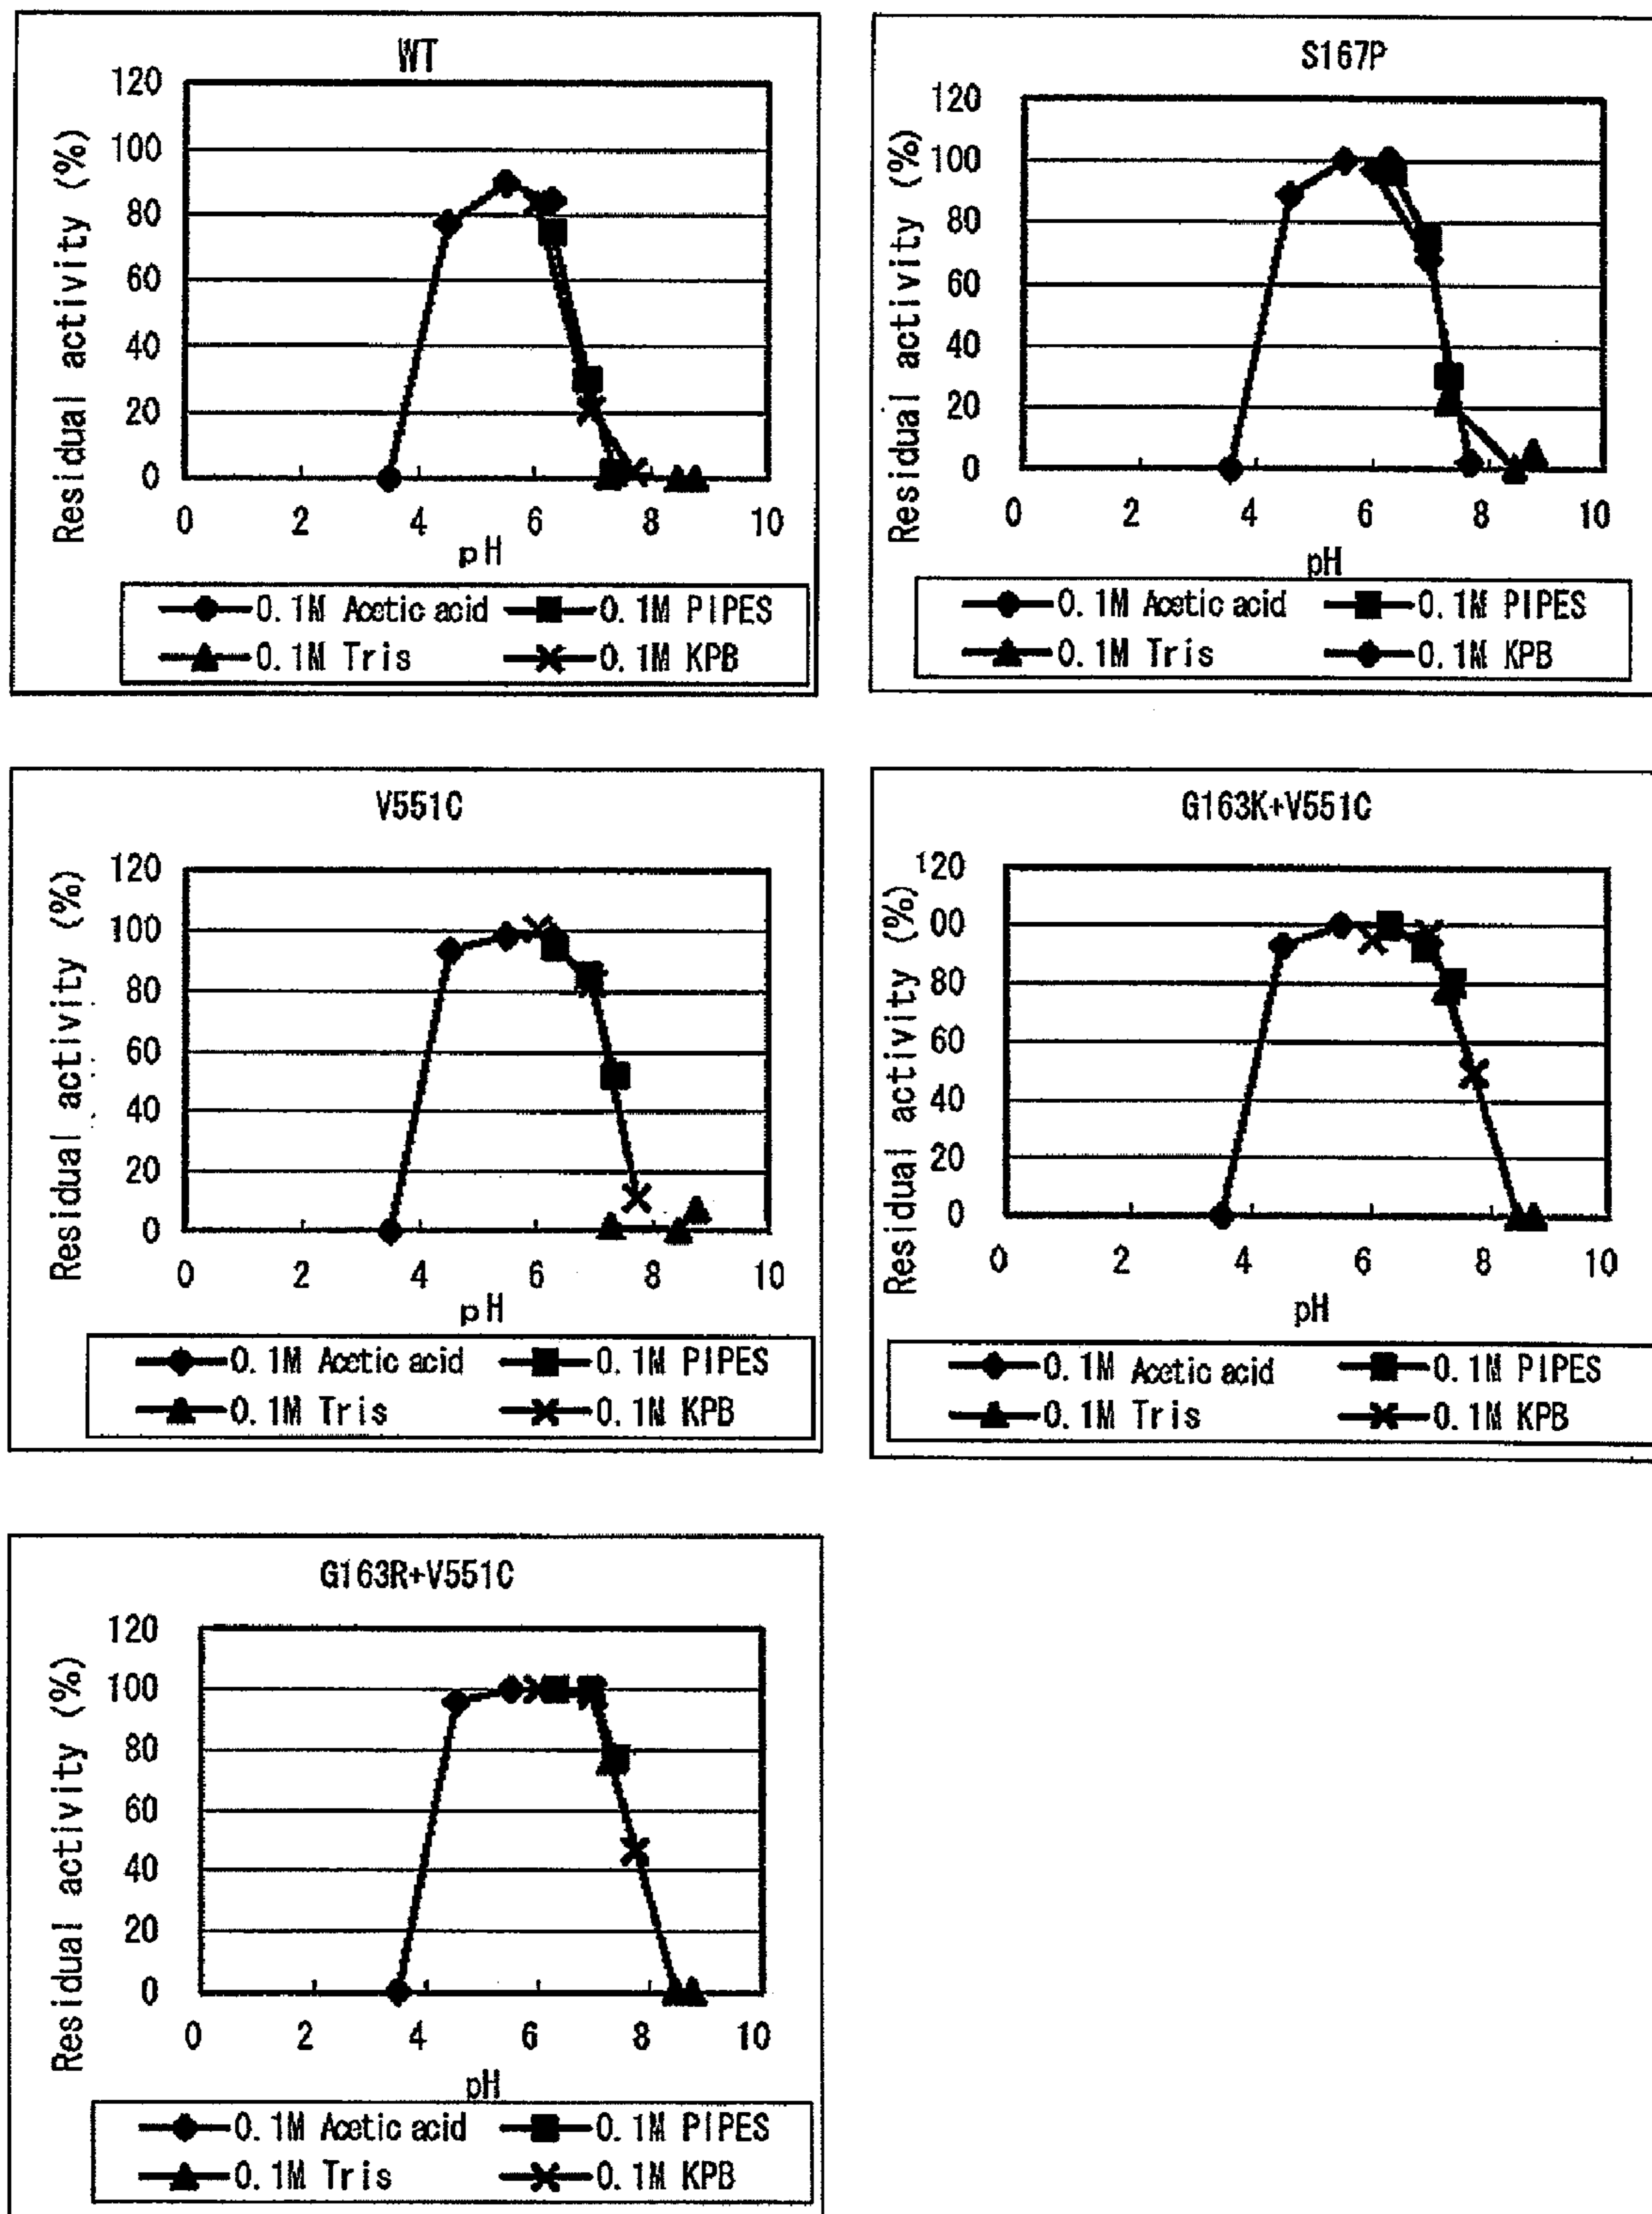 WT
120
100
80
60
40
20
0
0 2 4 6 8 10
Residual activity (%)
pH
0.1M Acetic acid 0.1M PIPES
0.1M Tris 0.1M KPB
S167P
120
100
80
60
40
20
0
0 2 4 6 8 10
Residual activity (%)
pH
0.1M Acetic acid 0.1M PIPES
0.1M Tris 0.1M KPB
V551C
120
100
80
60
40
20
0
0 2 4 6 8 10
Residual activity (%)
pH
0.1M Acetic acid 0.1M PIPES
0.1M Tris 0.1M KPB
G163K+V551C
120
00
80
60
40
20
0
0 2 4 6 8 10
Residual activity (%)
pH
0.1M Acetic acid 0.1M PIPES
0.1M Tris 0.1M KPB
G163R+V551C
120
100
80
60
40
20
0
0 2 4 6 8 10
Residual activity (%)
pH
0.1M Acetic acid 0.1M PIPES
0.1M Tris 0.1M KPB